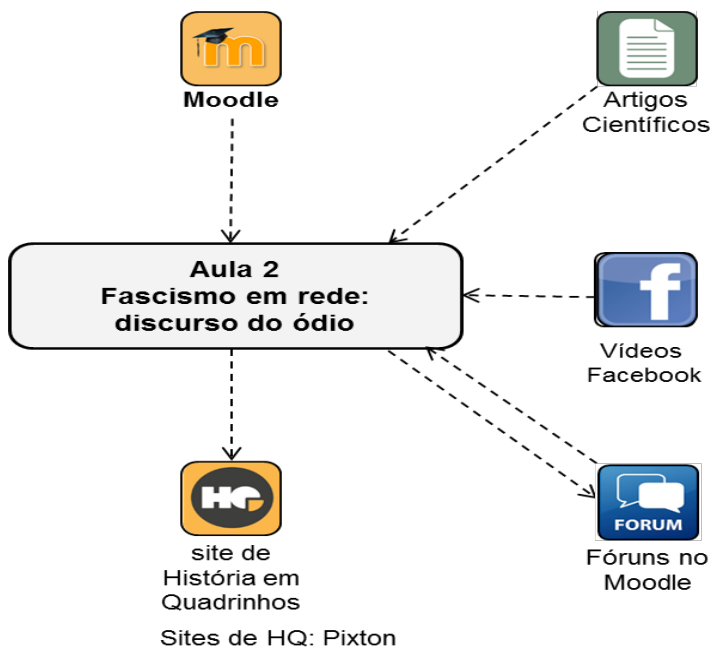 m
Moodle
Artigos
Científicos
Aula 2
Fascismo em rede:
discurso do ódio
f
Vídeos
Facebook
HQ
site de
História em
Quadrinhos
Sites de HQ: Pixton
FORUM
Fóruns no
Moodle